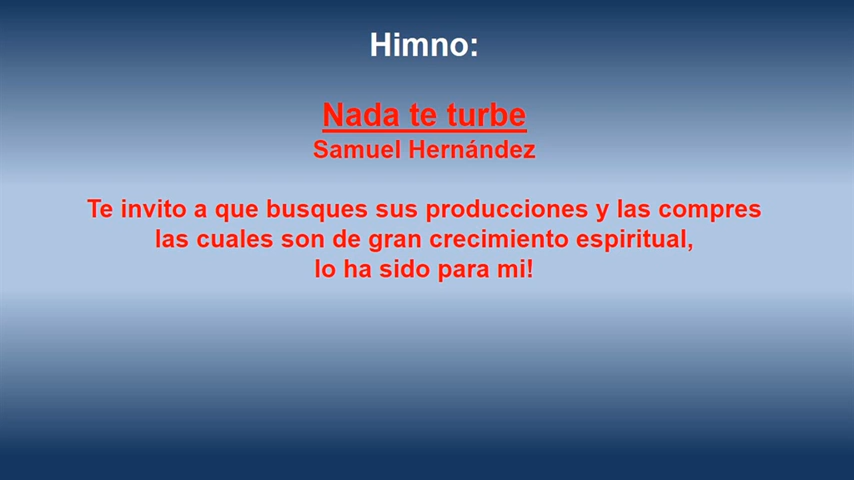 Himno:
Nada te turbe
Samuel Hernández
Te invito a que busques sus producciones y las compres
las cuales son de gran crecimiento espiritual,
lo ha sido para mi!